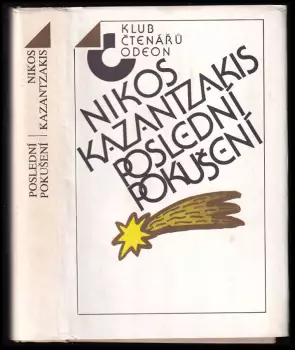 POSLEDNÍ POKUŠENÍ
NIKOS KAZANTZAKIS
KLUB
ČTENÁŘŮ
ODEON
NIKOS
KAZANTZAKIS
POSLEDNÍ
POKUŠENÍ